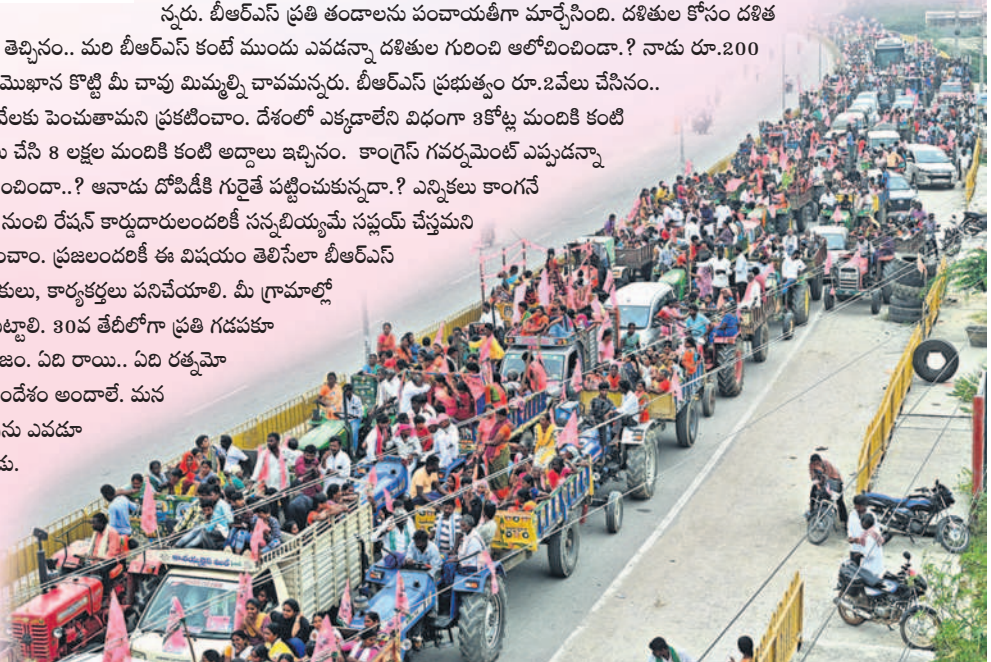 న్నరు. బీఆర్ఎస్ ప్రతి తండాలను పంచాయతీగా మార్చేసింది. దళితుల కోసం దళిత
తెచ్చినం.. మరి బీఆర్ఎస్ కంటే ముందు ఎవడన్నా దళితుల గురించి ఆలోచించిండా.? నాడు రూ.200
మొఖాన కొట్టి మీ చావు మిమ్మల్ని చావమన్నరు. బీఆర్ఎస్ ప్రభుత్వం రూ.2వేలు చేసినం..
వేలకు పెంచుతామని ప్రకటించాం. దేశంలో ఎక్కడాలేని విధంగా 3కోట్ల మందికి కంటి
చేసి 8 లక్షల మందికి కంటి అద్దాలు ఇచ్చినం. కాంగ్రెస్ గవర్నమెంట్ ఎప్పుడన్నా
ంచిందా..? ఆనాడు దోపిడీకి గురైతే పట్టించుకున్నదా.? ఎన్నికలు కాంగనే
నుంచి రేషన్ కార్డుదారులందరికీ సన్నబియ్యమే సప్లయ్ చేస్తమని
ంచాం. ప్రజలందరికీ ఈ విషయం తెలిసేలా బీఆర్ఎస్
కులు, కార్యకర్తలు పనిచేయాలి. మీ గ్రామాల్లో
ట్టాలి. 30వ తేదీలోగా ప్రతి గడపకూ
జం. ఏది రాయి.. ఏది రత్నమో
ందేశం అందాలే. మన
ను ఎవడూ
డు.